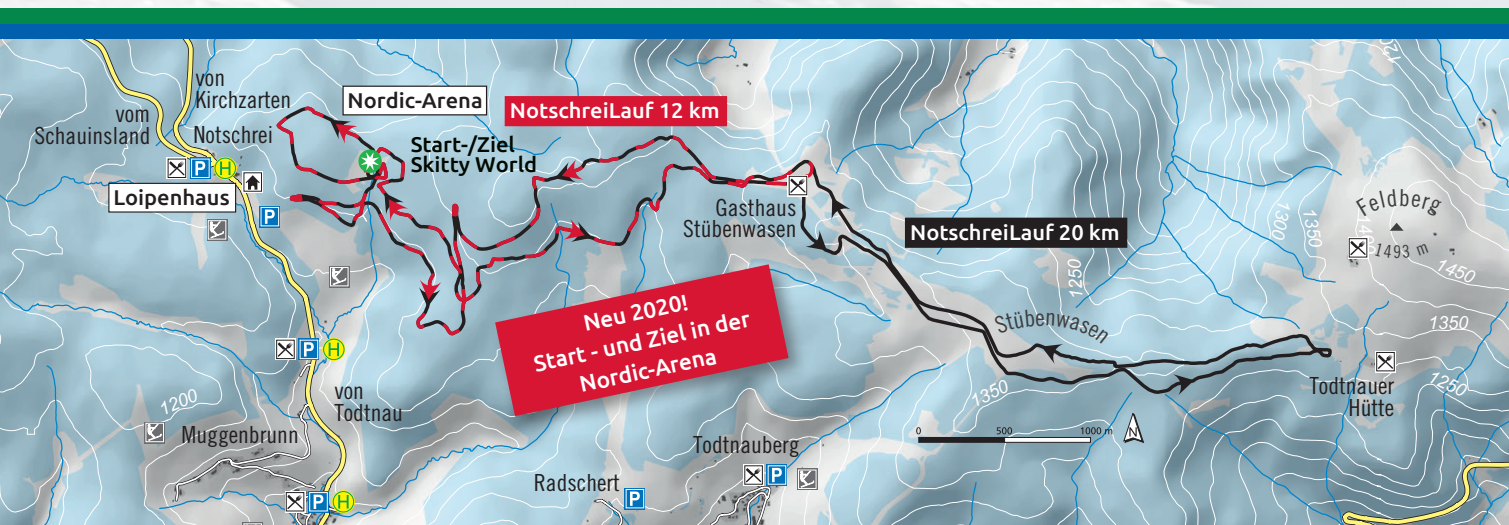 von
Kirchzarten
vom
Schauinsland
Notschrei
P
H
Loipenhaus
P
Nordic-Arena
Start-/Ziel
Skitty World
NotschreiLauf 12 km
Gasthaus
Stübenwasen
NotschreiLauf 20 km
Feldberg
1493 m
1300
1350
1450
1250
1350
1250
Neu 2020!
Start - und Ziel in der
Nordic-Arena
Stübenwasen
1350
Todtnauer
Hütte
0 500 1000 m
N
P
H
von
Todtnau
1200
Muggenbrunn
P
H
Todtnauberg
P
Radschert
P